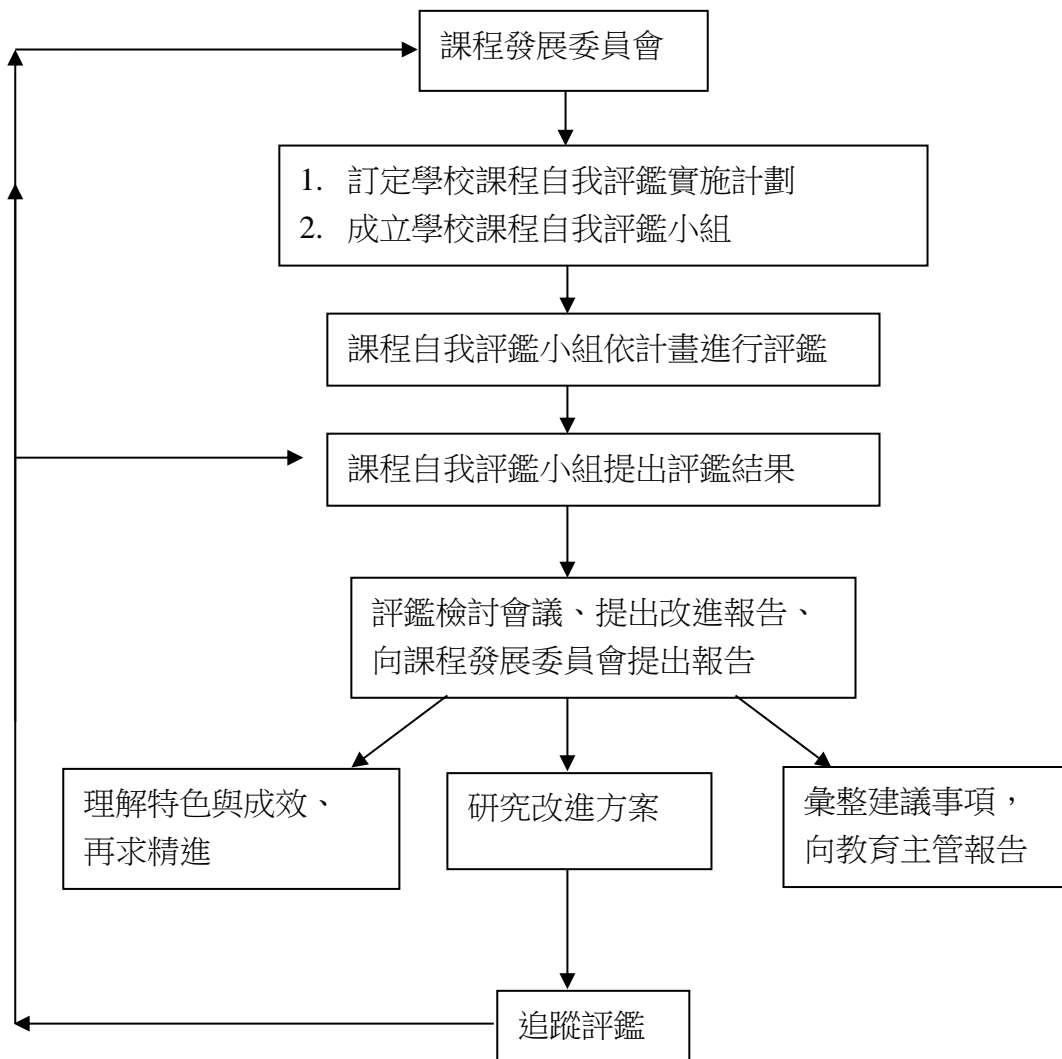 課程發展委員會
1. 訂定學校課程自我評鑑實施計劃
2. 成立學校課程自我評鑑小組
課程自我評鑑小組依計畫進行評鑑
課程自我評鑑小組提出評鑑結果
評鑑檢討會議、提出改進報告、
向課程發展委員會提出報告
理解特色與成效、
再求精進
研究改進方案
彙整建議事項，
向教育主管報告
追蹤評鑑